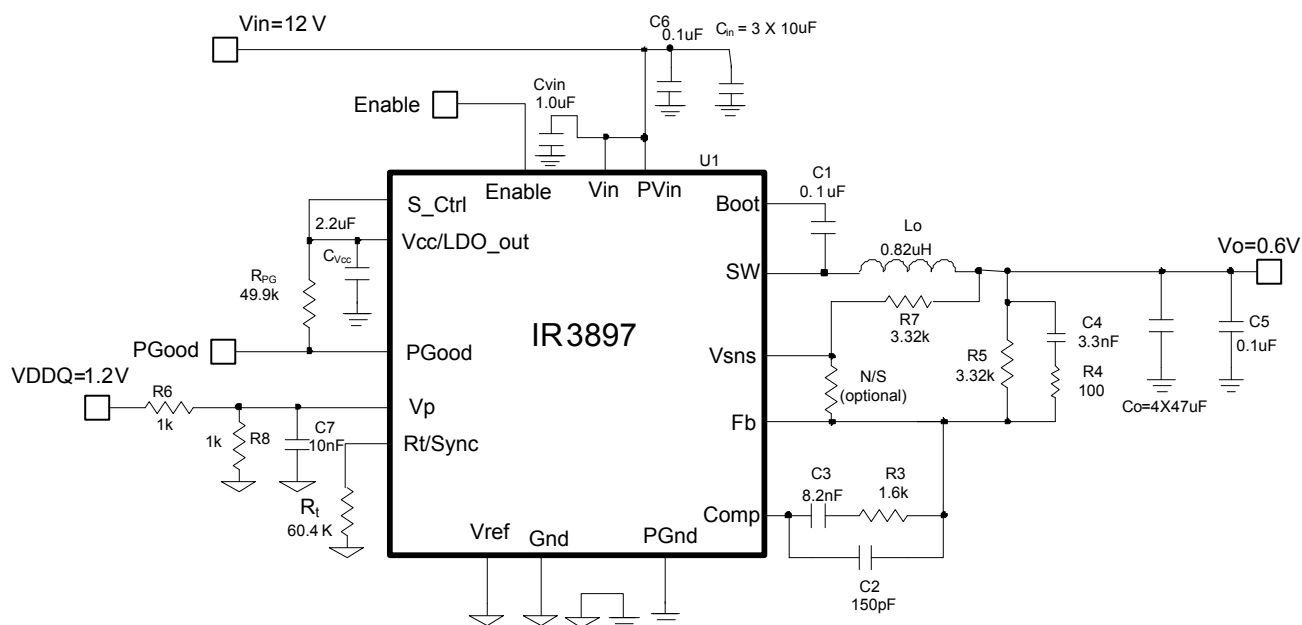 Vin=12 V
C6
0.1uF
Cin = 3 X 10uF
Enable
Cvin
1.0uF
U1
S_Ctrl
Enable
Vin
PVin
Boot
C1
0.1uF
2.2uF
Vcc/LDO_out
CVcc
SW
Lo
0.82uH
Vo=0.6V
RPG
49.9k
IR3897
R7
3.32k
C4
3.3nF
C5
0.1uF
PGood
PGood
Vsns
R5
3.32k
R4
100
N/S
(optional)
Co=4X47uF
VDDQ=1.2V
R6
1k
Vp
Fb
1k
R8
C7
10nF
Rt/Sync
Rt
60.4 K
C3
8.2nF
R3
1.6k
Comp
Vref
Gnd
PGnd
C2
150pF